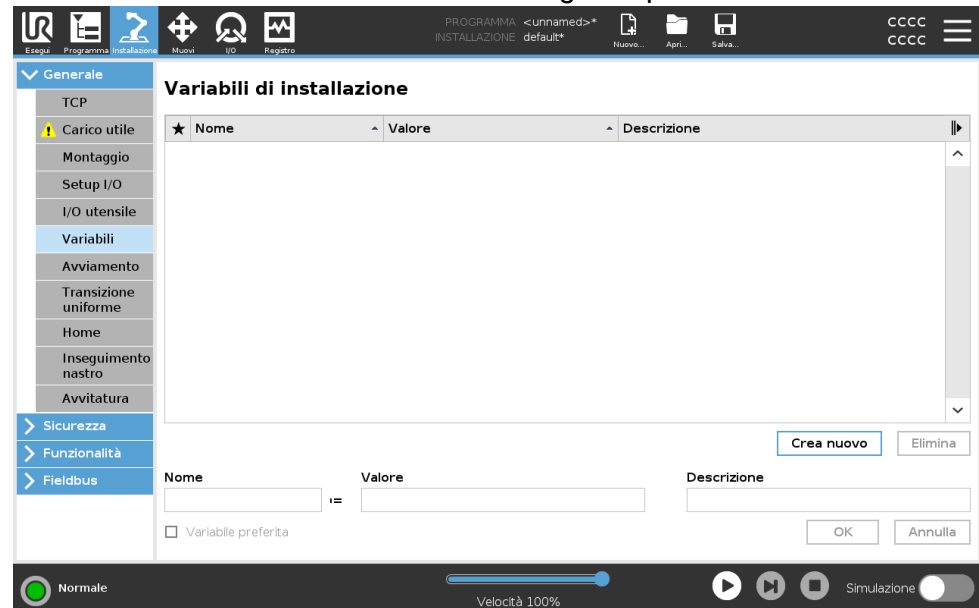 PROGRAMMA <unnamed>*
INSTALLAZIONE default*
UR
Esegui Programma Installazione Muovi I/O Registro Nuovo... Apri... Salva...
cccc
cccc
Generale
TCP
Carico utile
Montaggio
Setup I/O
I/O utensile
Variabili
Avviamento
Transizione
uniforme
Home
Inseguimento
nastro
Avvitatura
Sicurezza
Funzionalità
Fieldbus
Variabili di installazione
Nome Valore Descrizione
Crea nuovo Elimina
Nome Valore Descrizione
Variabile preferita
OK Annulla
Normale
Velocità 100%
Simulazione